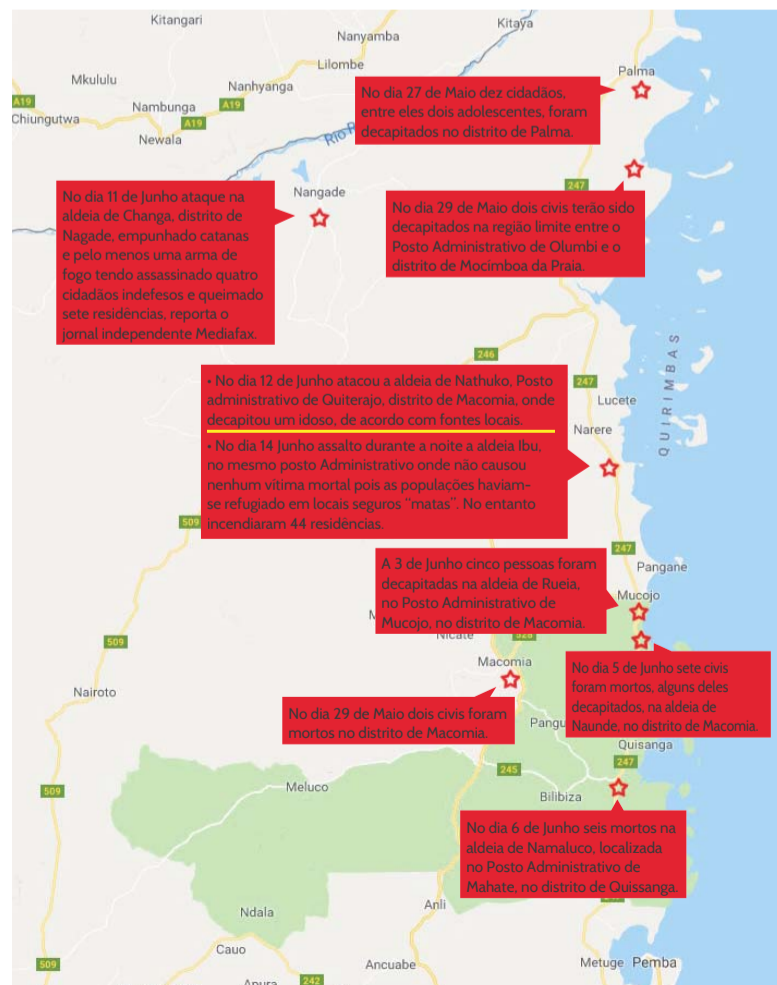 Kitangari
Kitaya
Nanyamba
Lilombe
Mkululu
Nanhyanga
Palma
A19
Nambunga
Chiungutwa
A19
Newala
No dia 27 de Maio dez cidadãos,
entre eles dois adolescentes, foram
decapitados no distrito de Palma.
Rio R
247
Nangade
No dia 11 de Junho ataque na
aldeia de Changa, distrito de
Nagade, empunhado catanas
e pelo menos uma arma de
fogo tendo assassinado quatro
cidadãos indefesos e queimado
sete residências, reporta o
jornal independente Mediafax.
No dia 29 de Maio dois civis terão sido
decapitados na região limite entre o
Posto Administrativo de Olumbi e o
distrito de Mocimboa da Praia.
QUIRIMBAS
246
247
Lucete
Narere
• No dia 12 de Junho atacou a aldeia de Nathuko, Posto
administrativo de Quiterajo, distrito de Macomia, onde
decapitou um idoso, de acordo com fontes locais.
• No dia 14 Junho assalto durante a noite a aldeia Ibu,
no mesmo posto Administrativo onde não causou
nenhum vítima mortal pois as populações haviam-
se refugiado em locais seguros “matas”. No entanto
incendiaram 44 residências.
509
247
Pangane
A 3 de Junho cinco pessoas foram
decapitadas na aldeia de Rueia,
no Posto Administrativo de
Mucojo, no distrito de Macomia.
Mucojo
Nicate
528
509
Macomia
No dia 5 de Junho sete civis
foram mortos, alguns deles
decapitados, na aldeia de
Naunde, no distrito de Macomia.
Nairoto
No dia 29 de Maio dois civis foram
mortos no distrito de Macomia.
Pangu
Quisanga
247
245
Meluco
Bilibiza
509
No dia 6 de Junho seis mortos na
aldeia de Namaluco, localizada
no Posto Administrativo de
Mahate, no distrito de Quissanga.
Anli
Ndala
Cauo
509
Ancuabe
Metuge
Pemba
242
Apura